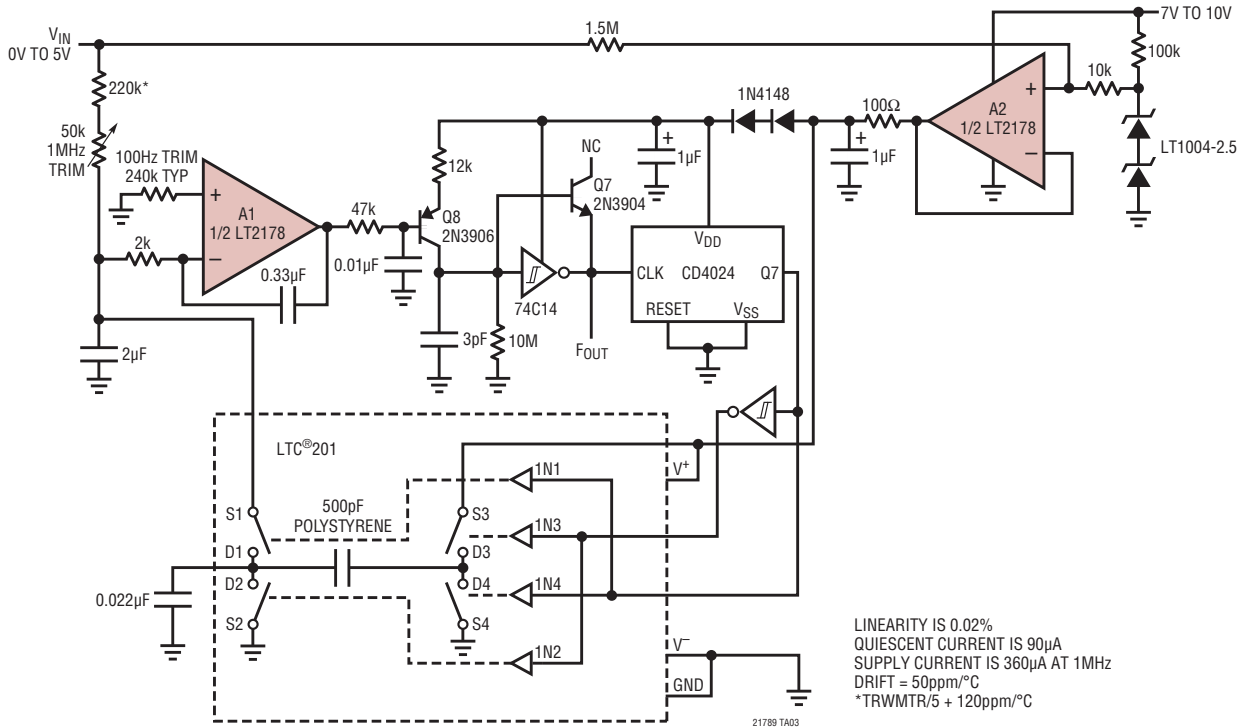 7V TO 10V
VIN
0V TO 5V
1.5M
100k
220k*
10k
1N4148
100Ω
A2
1/2 LT2178
+
–
LT1004-2.5
50k
1MHz
TRIM
100Hz TRIM
240k TYP
+
1µF
+
1µF
NC
12k
Q7
2N3904
+
A1
1/2 LT2178
–
47k
Q8
2N3906
2k
0.33µF
0.01µF
VDD
CLK
CD4024
Q7
RESET
VSS
74C14
2µF
3pF
10M
FOUT
LTC®201
V+
1N1
500pF
POLYSTYRENE
S1
S3
1N3
D1
D3
D2
D4
1N4
0.022µF
S2
S4
1N2
V–
GND
LINEARITY IS 0.02%
QUIESCENT CURRENT IS 90µA
SUPPLY CURRENT IS 360µA AT 1MHz
DRIFT = 50ppm/°C
*TRWMTR/5 + 120ppm/°C
21789 TA03